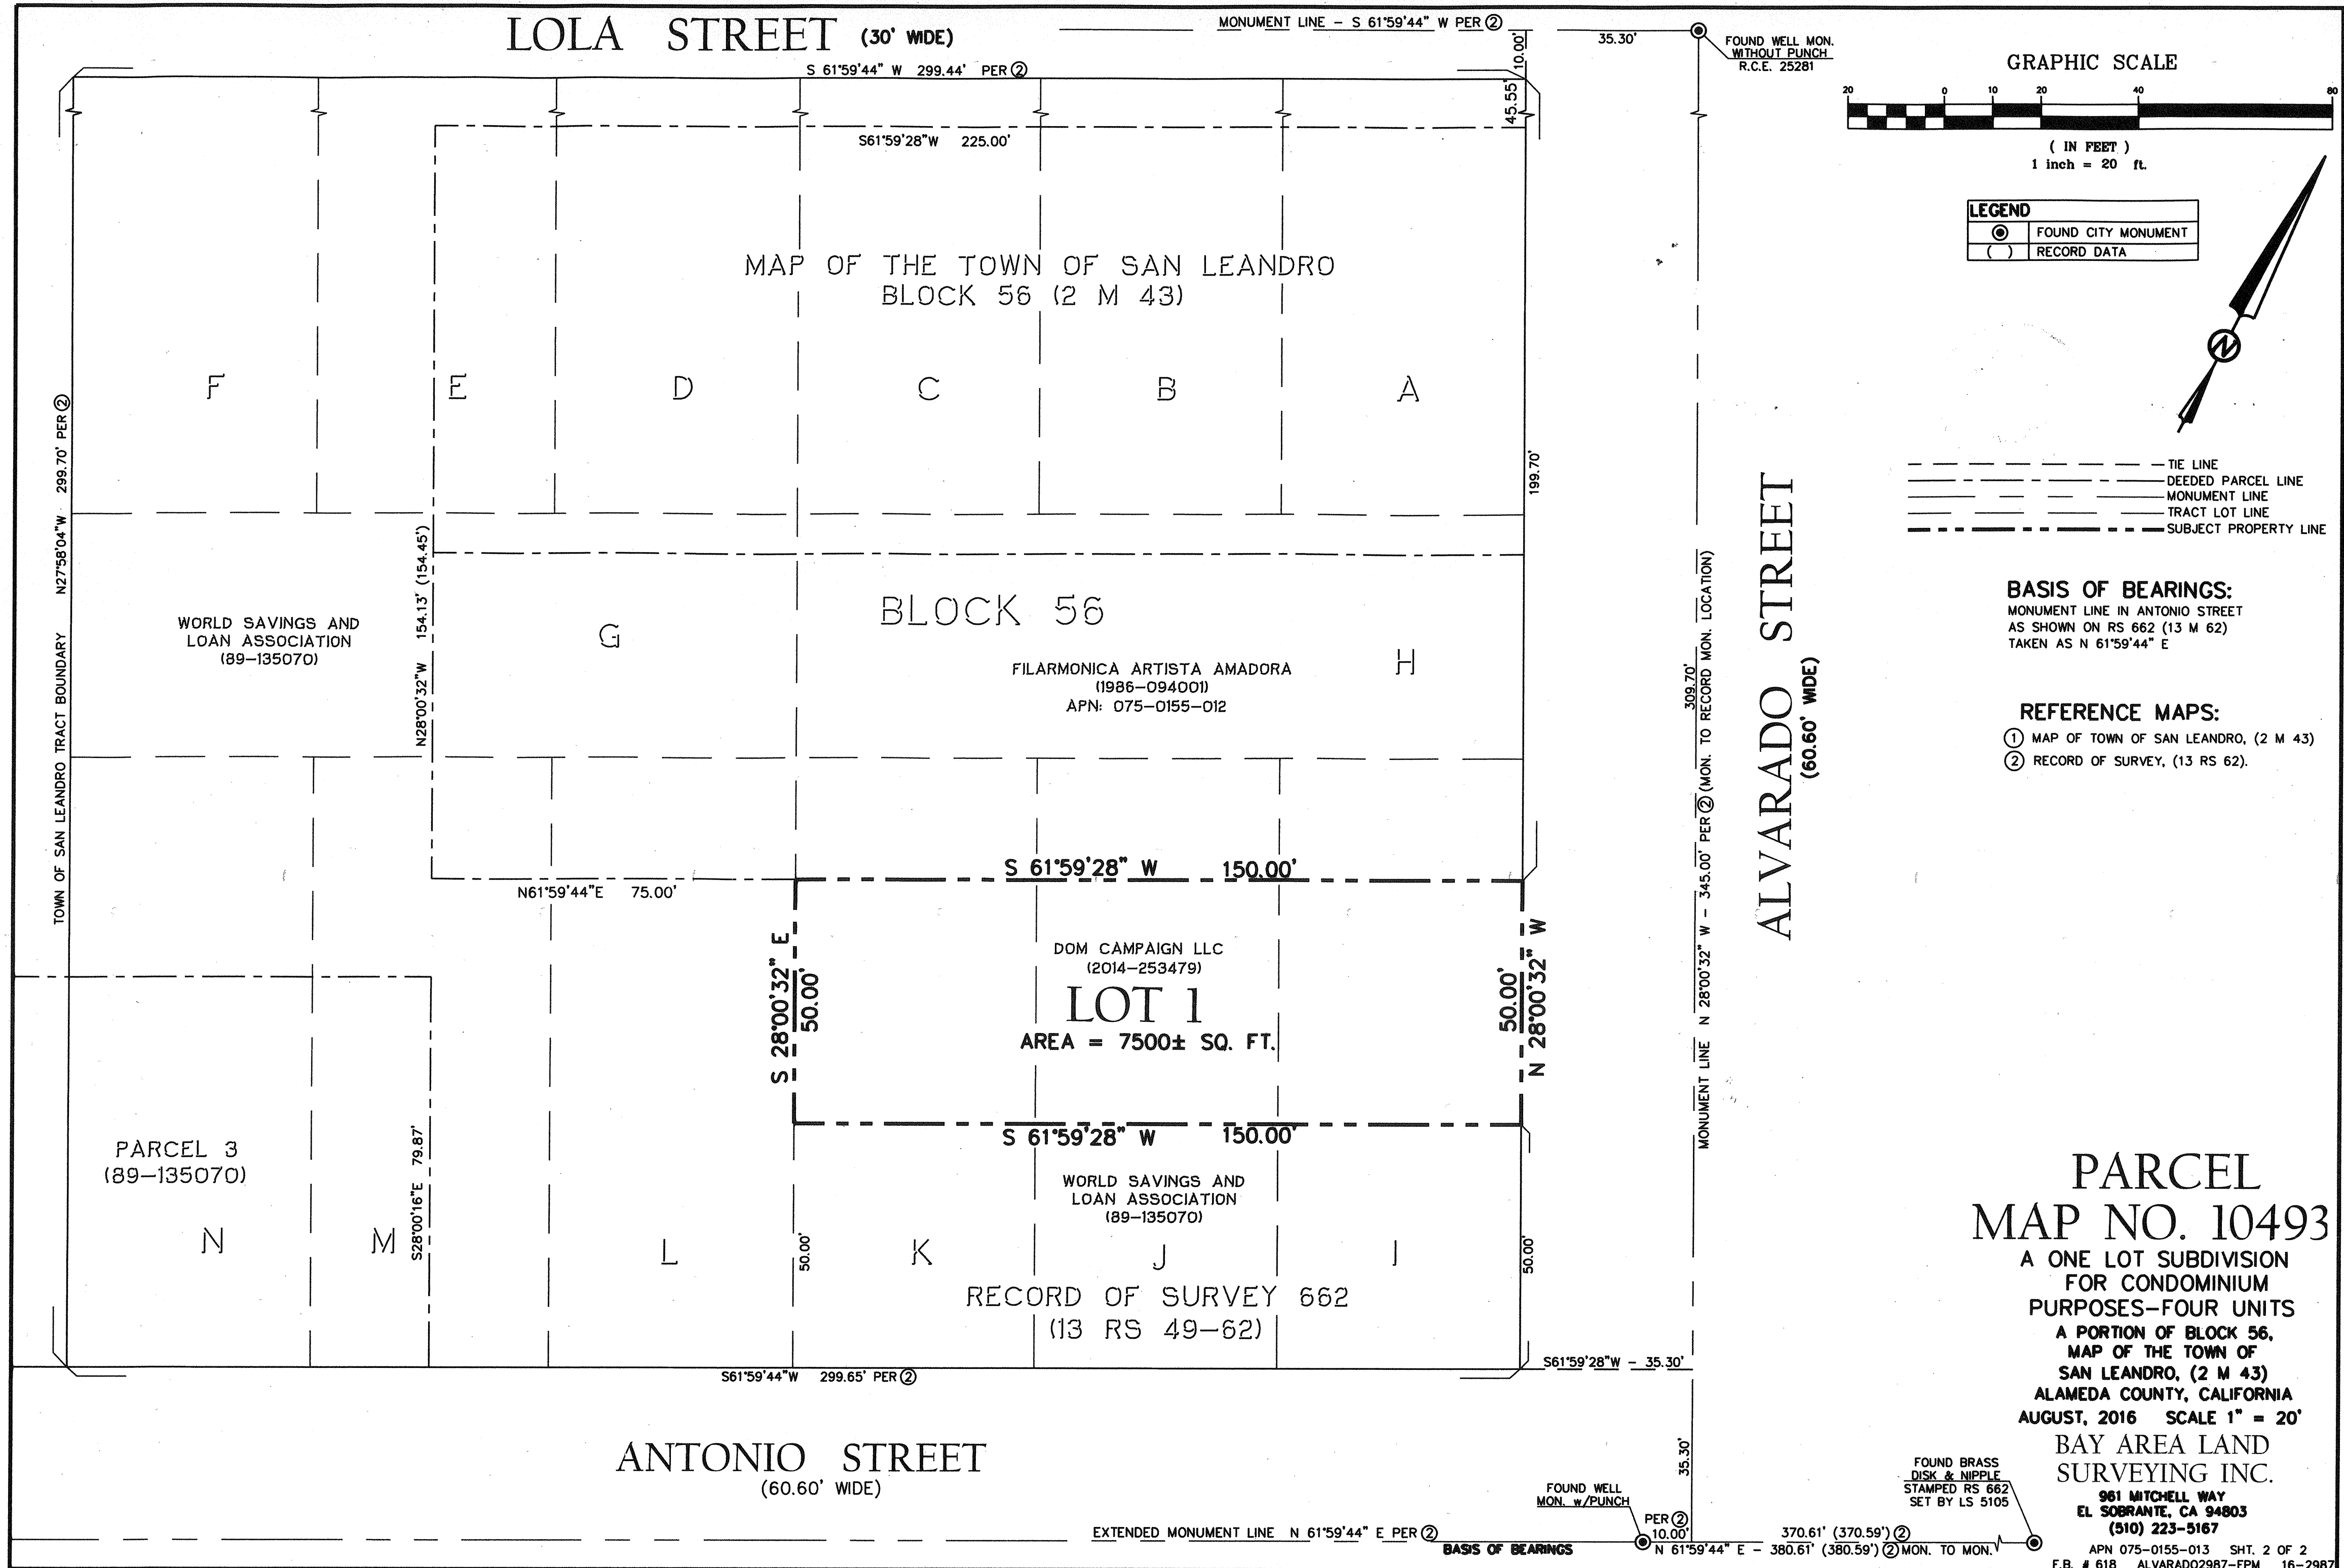 LOLA STREET (30' WIDE)
MONUMENT LINE – S 61°59'44" W PER ②
S 61°59'44" W 299.44' PER ②
35.30'
10.00'
45.55'
FOUND WELL MON.
WITHOUT PUNCH
R.C.E. 25281
GRAPHIC SCALE
20 0 10 20 40 80
( IN FEET )
1 inch = 20 ft.
LEGEND
FOUND CITY MONUMENT
( ) RECORD DATA
N
TIE LINE
DEEDED PARCEL LINE
MONUMENT LINE
TRACT LOT LINE
SUBJECT PROPERTY LINE
BASIS OF BEARINGS:
MONUMENT LINE IN ANTONIO STREET
AS SHOWN ON RS 662 (13 M 62)
TAKEN AS N 61°59'44" E
REFERENCE MAPS:
① MAP OF TOWN OF SAN LEANDRO, (2 M 43)
② RECORD OF SURVEY, (13 RS 62).
S61°59'28"W 225.00'
MAP OF THE TOWN OF SAN LEANDRO
BLOCK 56 (2 M 43)
F E D C B A
199.70'
TOWN OF SAN LEANDRO TRACT BOUNDARY N27°58'04"W 299.70' PER ②
N28°00'32"W 154.13' (154.45')
WORLD SAVINGS AND
LOAN ASSOCIATION
(89–135070)
G
BLOCK 56
H
FILARMONICA ARTISTA AMADORA
(1986–094001)
APN: 075–0155–012
309.70'
MONUMENT LINE N 28°00'32" W – 345.00' PER ② (MON. TO RECORD MON. LOCATION)
ALVARADO STREET
(60.60' WIDE)
S 61°59'28" W 150.00'
N61°59'44"E 75.00'
S 28°00'32" E
50.00'
DOM CAMPAIGN LLC
(2014–253479)
LOT 1
AREA = 7500± SQ. FT.
50.00'
N 28°00'32" W
S 61°59'28" W 150.00'
PARCEL 3
(89–135070)
S28°00'16"E 79.87'
WORLD SAVINGS AND
LOAN ASSOCIATION
(89–135070)
50.00'
50.00'
N M L K J I
RECORD OF SURVEY 662
(13 RS 49–62)
S61°59'28"W – 35.30'
S61°59'44"W 299.65' PER ②
ANTONIO STREET
(60.60' WIDE)
35.30'
FOUND WELL
MON. w/PUNCH
PER ②
10.00'
EXTENDED MONUMENT LINE N 61°59'44" E PER ②
BASIS OF BEARINGS
370.61' (370.59') ②
N 61°59'44" E – 380.61' (380.59') ② MON. TO MON.
FOUND BRASS
DISK & NIPPLE
STAMPED RS 662
SET BY LS 5105
PARCEL
MAP NO. 10493
A ONE LOT SUBDIVISION
FOR CONDOMINIUM
PURPOSES–FOUR UNITS
A PORTION OF BLOCK 56,
MAP OF THE TOWN OF
SAN LEANDRO, (2 M 43)
ALAMEDA COUNTY, CALIFORNIA
AUGUST, 2016 SCALE 1" = 20'
BAY AREA LAND
SURVEYING INC.
961 MITCHELL WAY
EL SOBRANTE, CA 94803
(510) 223–5167
APN 075–0155–013 SHT. 2 OF 2
F.B. # 618 ALVARADO2987–FPM 16–2987